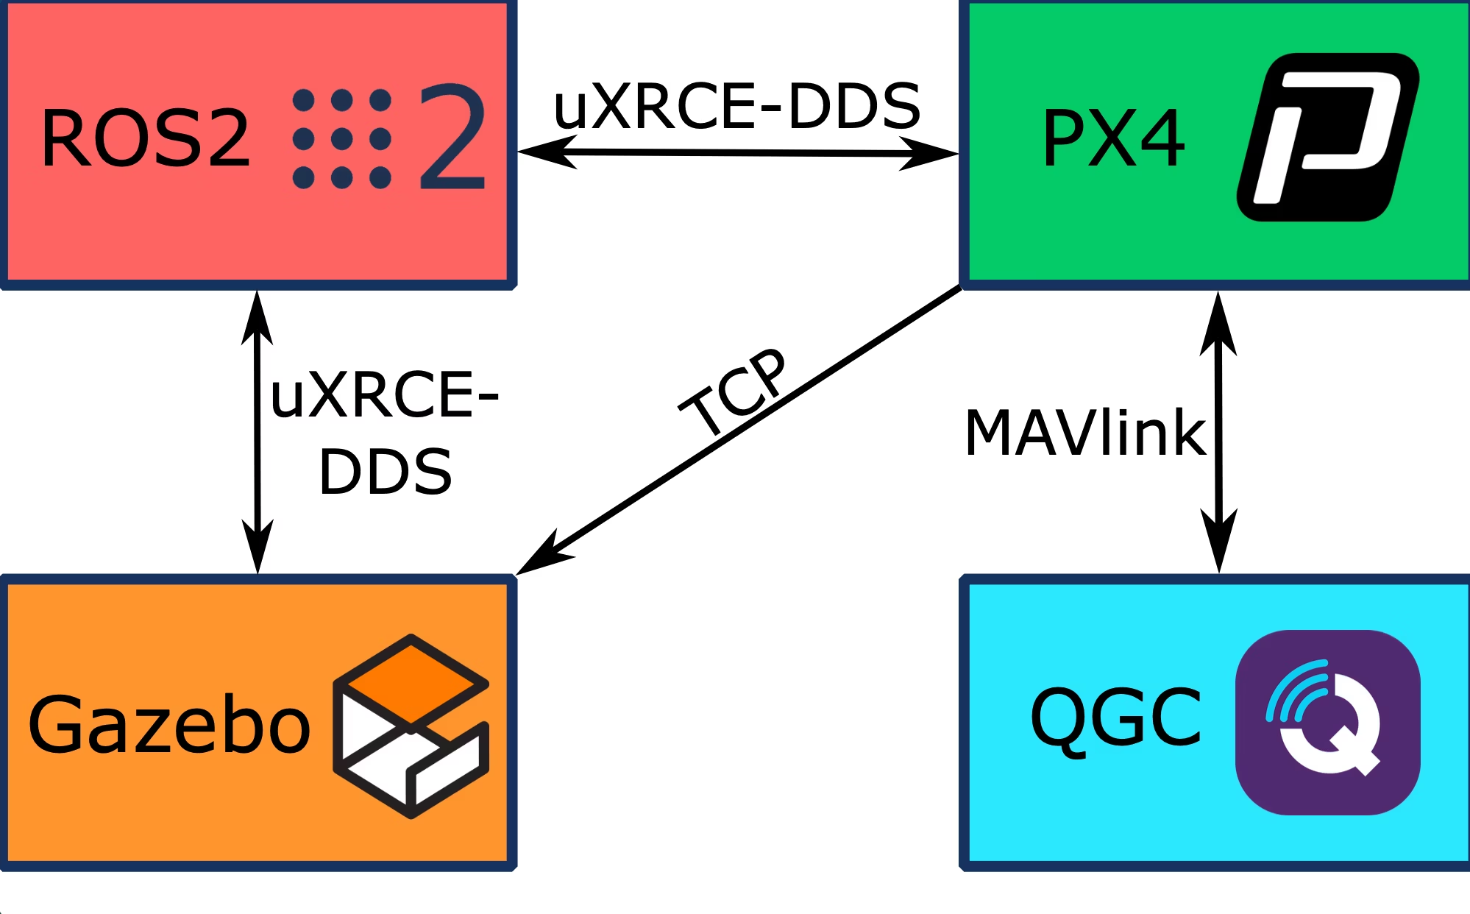 ROS2 2
uXRCE-DDS
PX4
uXRCE-
DDS
TCP
MAVlink
Gazebo
QGC